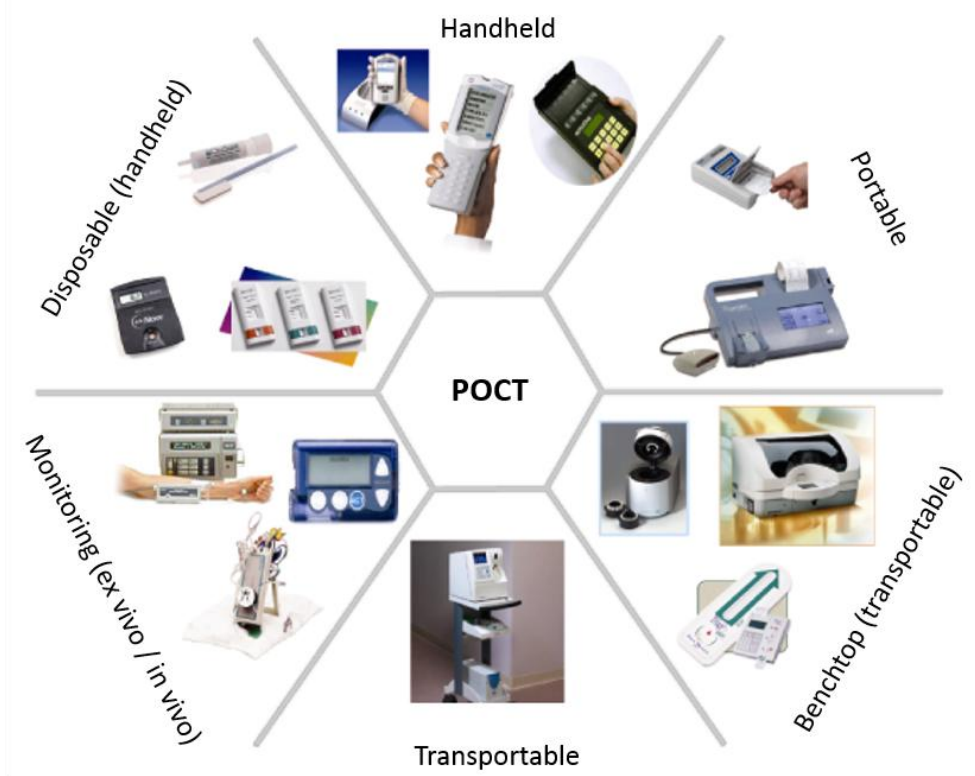 Handheld
Disposable (handheld)
Portable
POCT
Monitoring (ex vivo / in vivo)
Benchtop (transportable)
Transportable